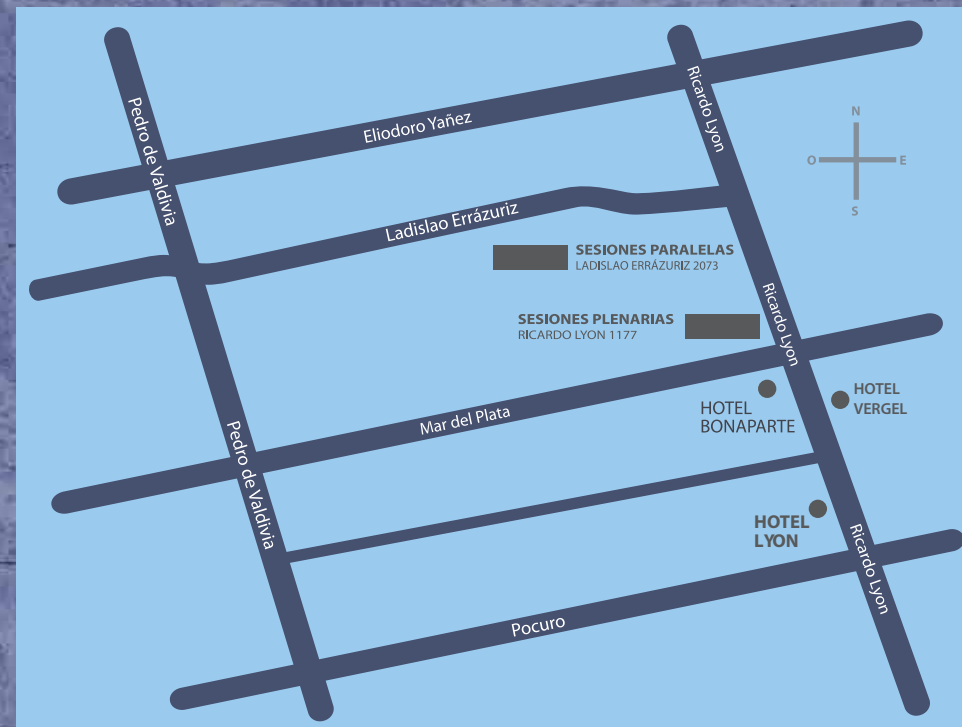 Eliodoro Yañez
Ricardo Lyon
Pedro de Valdivia
N
O
E
S
Ladislao Errázuriz
SESIONES PARALELAS
LADISLAO ERRÁZURIZ 2073
SESIONES PLENARIAS
RICARDO LYON 1177
Ricardo Lyon
HOTEL
VERGEL
HOTEL
BONAPARTE
Mar del Plata
Pedro de Valdivia
HOTEL
LYON
Ricardo Lyon
Pocuro